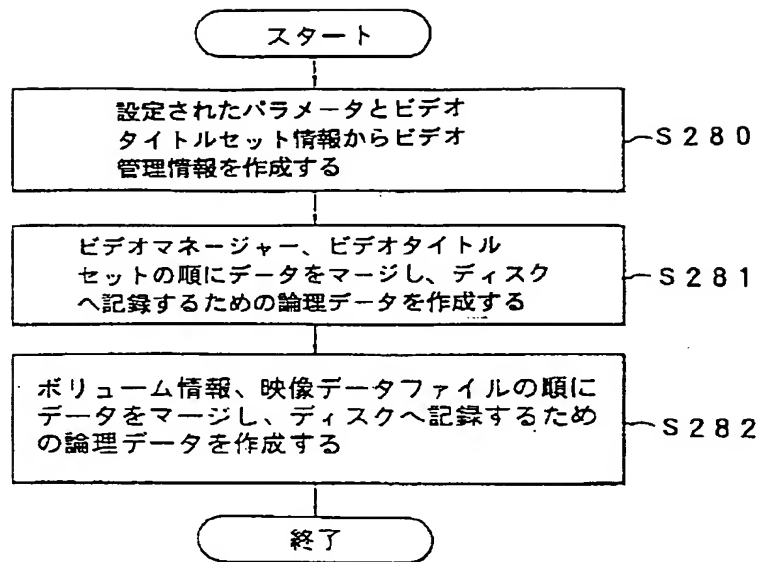 スタート
設定されたパラメータとビデオ
タイトルセット情報からビデオ
管理情報を作成する
S280
ビデオマネージャー、ビデオタイトル
セットの順にデータをマージし、ディスク
へ記録するための論理データを作成する
S281
ボリューム情報、映像データファイルの順に
データをマージし、ディスクへ記録するため
の論理データを作成する
S282
終了